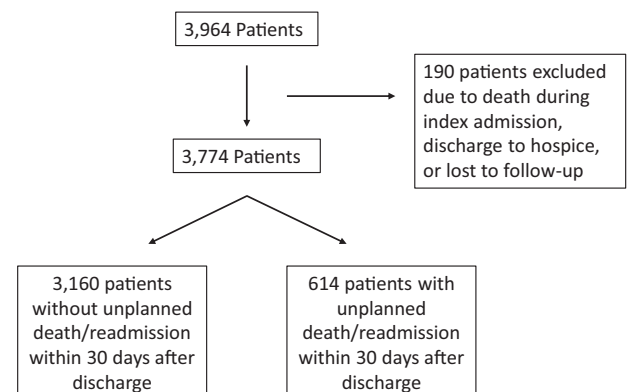 3,964 Patients
190 patients excluded
due to death during
index admission,
discharge to hospice,
or lost to follow-up
3,774 Patients
3,160 patients
without unplanned
death/readmission
within 30 days after
discharge
614 patients with
unplanned
death/readmission
within 30 days after
discharge